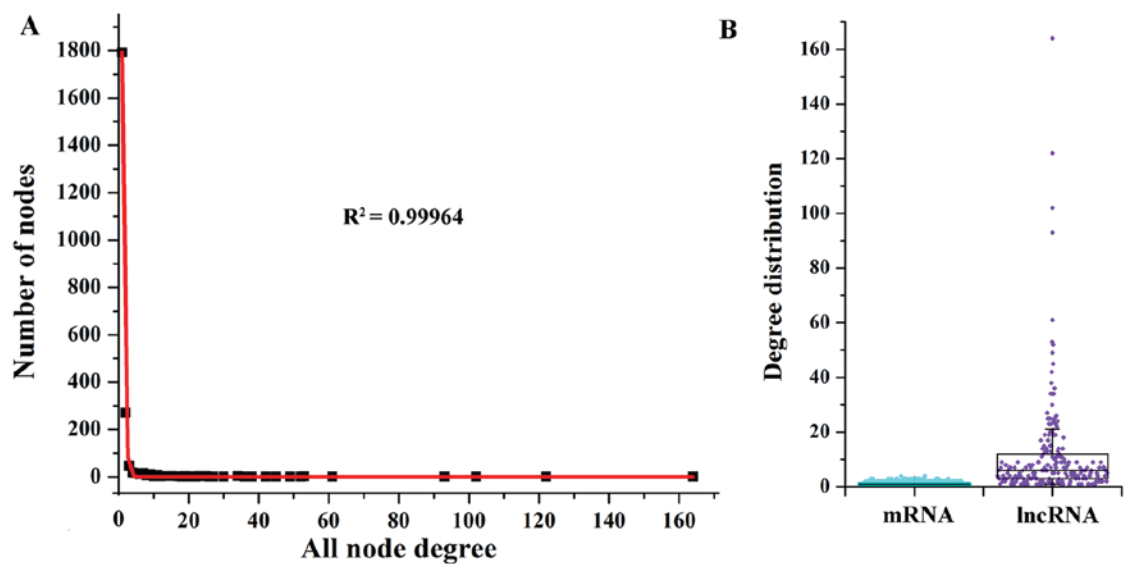 A
Number of nodes
1800
1600
1400
1200
1000
800
600
400
200
0
R² = 0.99964
0 20 40 60 80 100 120 140 160
All node degree
B
Degree distribution
160
140
120
100
80
60
40
20
0
mRNA lncRNA